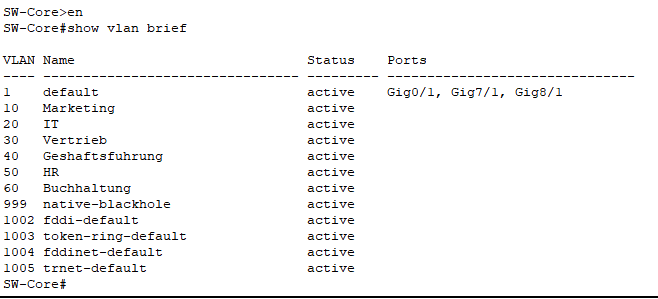 SW-Core>en
SW-Core#show vlan brief
VLAN Name                             Status    Ports
---- -------------------------------- --------- -------------------------------
1    default                          active    Gig0/1, Gig7/1, Gig8/1
10   Marketing                        active
20   IT                               active
30   Vertrieb                         active
40   Geshaftsfuhrung                  active
50   HR                               active
60   Buchhaltung                      active
999  native-blackhole                 active
1002 fddi-default                     active
1003 token-ring-default               active
1004 fddinet-default                  active
1005 trnet-default                    active
SW-Core#